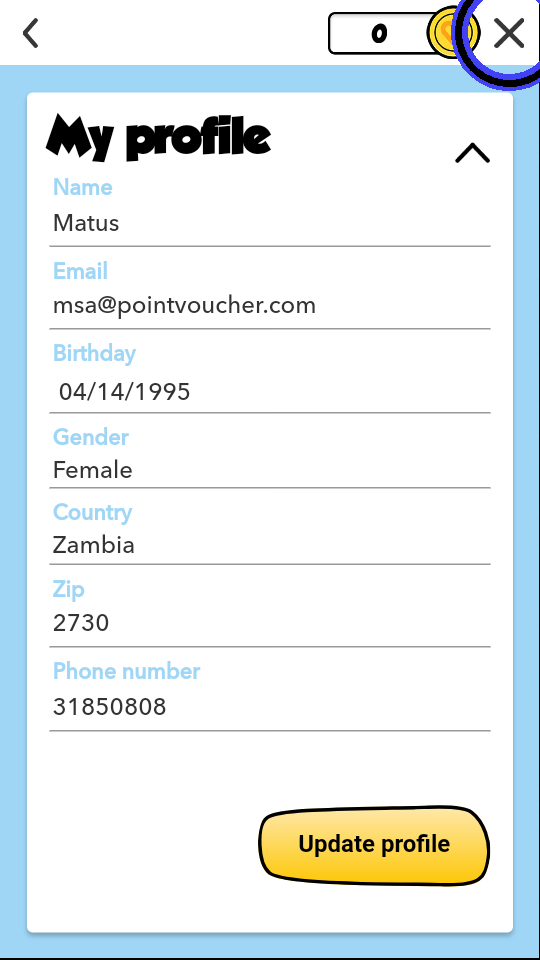 0
My profile
Name
Matus
Email
msa@pointvoucher.com
Birthday
04/14/1995
Gender
Female
Country
Zambia
Zip
2730
Phone number
31850808
Update profile